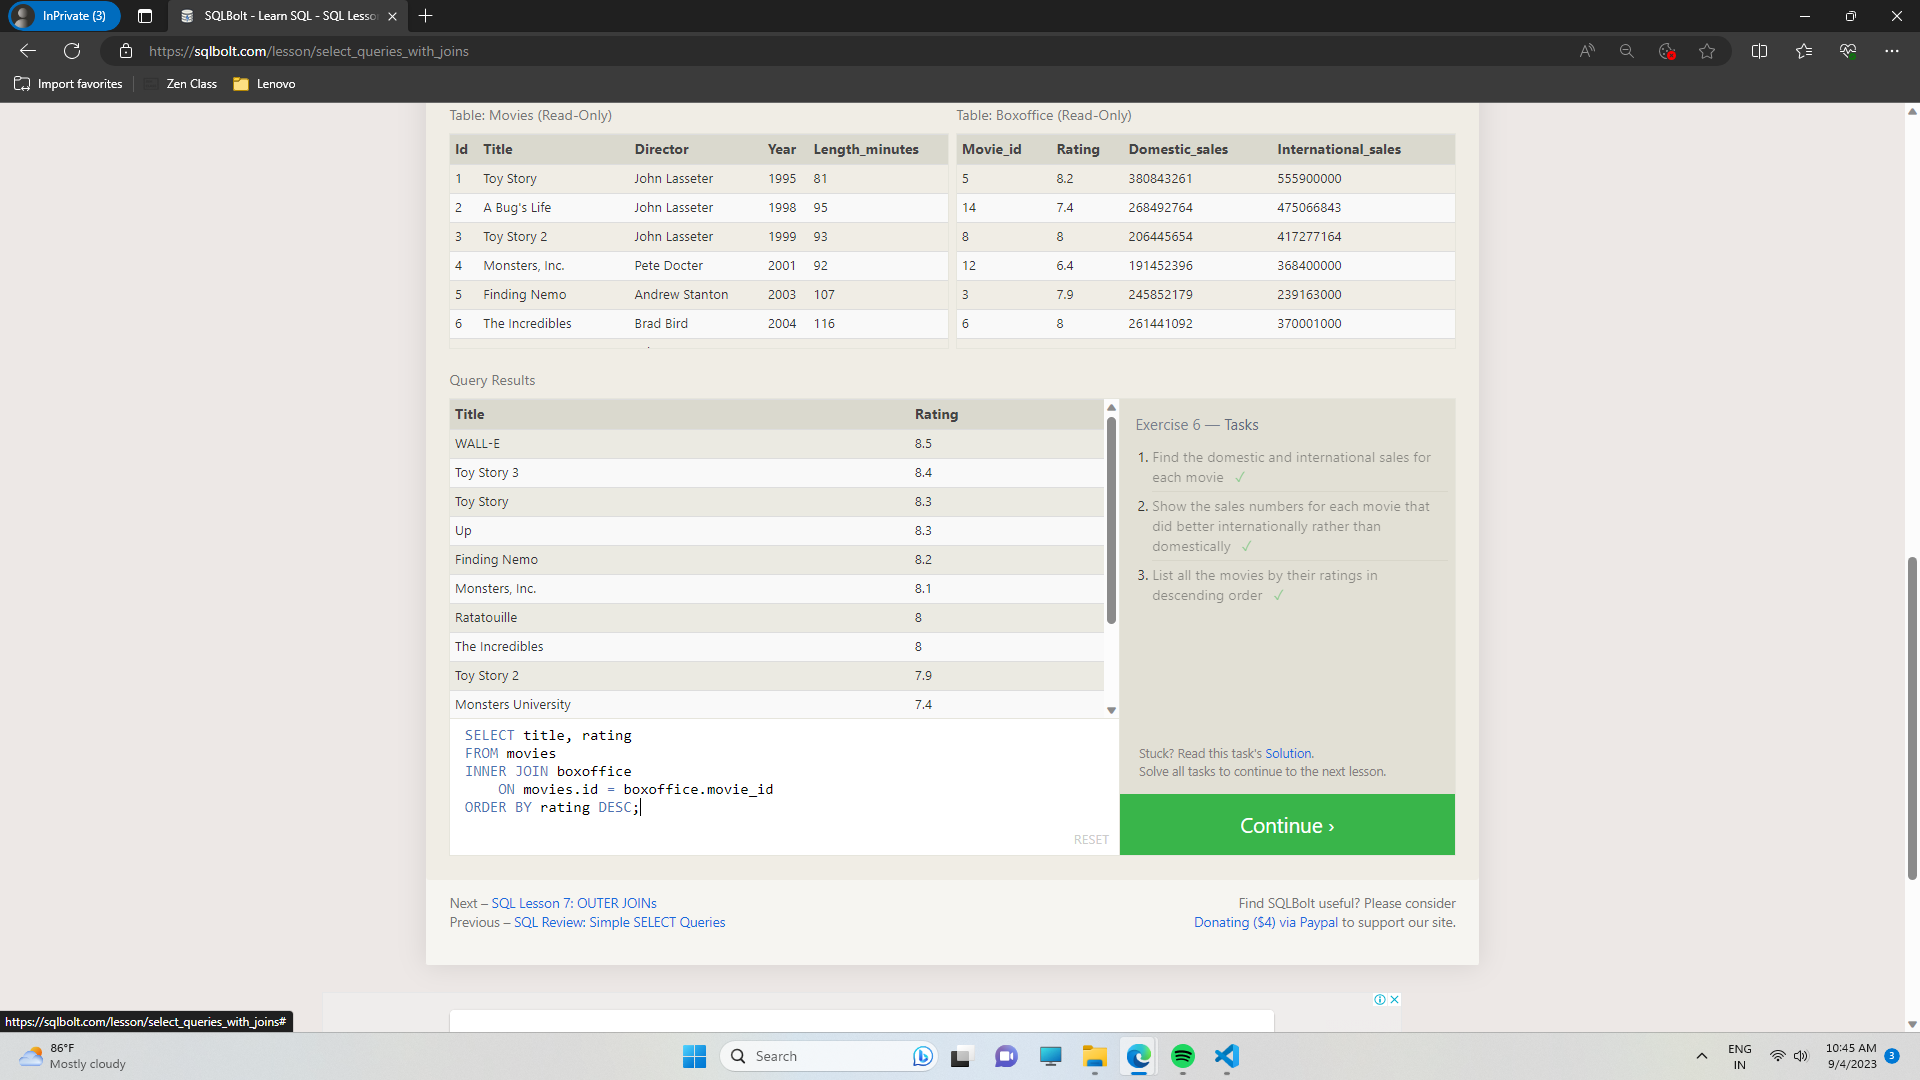 InPrivate (3)
SQLBolt - Learn SQL - SQL Lesso
https://sqlbolt.com/lesson/select_queries_with_joins
Import favorites
Zen Class
Lenovo
Table: Movies (Read-Only)
Table: Boxoffice (Read-Only)
Id Title Director Year Length_minutes
1 Toy Story John Lasseter 1995 81
2 A Bug's Life John Lasseter 1998 95
3 Toy Story 2 John Lasseter 1999 93
4 Monsters, Inc. Pete Docter 2001 92
5 Finding Nemo Andrew Stanton 2003 107
6 The Incredibles Brad Bird 2004 116
Movie_id Rating Domestic_sales International_sales
5 8.2 380843261 555900000
14 7.4 268492764 475066843
8 8 206445654 417277164
12 6.4 191452396 368400000
3 7.9 245852179 239163000
6 8 261441092 370001000
Query Results
Title Rating
WALL-E 8.5
Toy Story 3 8.4
Toy Story 8.3
Up 8.3
Finding Nemo 8.2
Monsters, Inc. 8.1
Ratatouille 8
The Incredibles 8
Toy Story 2 7.9
Monsters University 7.4
SELECT title, rating
FROM movies
INNER JOIN boxoffice
ON movies.id = boxoffice.movie_id
ORDER BY rating DESC;
RESET
Exercise 6 — Tasks
1. Find the domestic and international sales for
each movie ✓
2. Show the sales numbers for each movie that
did better internationally rather than
domestically ✓
3. List all the movies by their ratings in
descending order ✓
Stuck? Read this task's Solution.
Solve all tasks to continue to the next lesson.
Continue ›
Next – SQL Lesson 7: OUTER JOINs
Previous – SQL Review: Simple SELECT Queries
Find SQLBolt useful? Please consider
Donating ($4) via Paypal to support our site.
https://sqlbolt.com/lesson/select_queries_with_joins#
86°F
Mostly cloudy
Search
ENG
IN
10:45 AM
9/4/2023
3